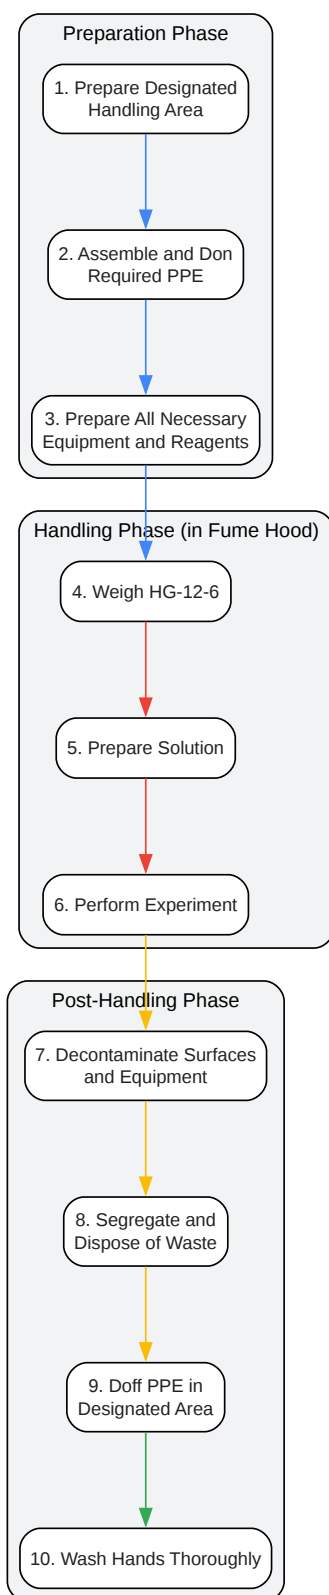 Preparation Phase
1. Prepare Designated
Handling Area
2. Assemble and Don
Required PPE
3. Prepare All Necessary
Equipment and Reagents
Handling Phase (in Fume Hood)
4. Weigh HG-12-6
5. Prepare Solution
6. Perform Experiment
Post-Handling Phase
7. Decontaminate Surfaces
and Equipment
8. Segregate and
Dispose of Waste
9. Doff PPE in
Designated Area
10. Wash Hands Thoroughly